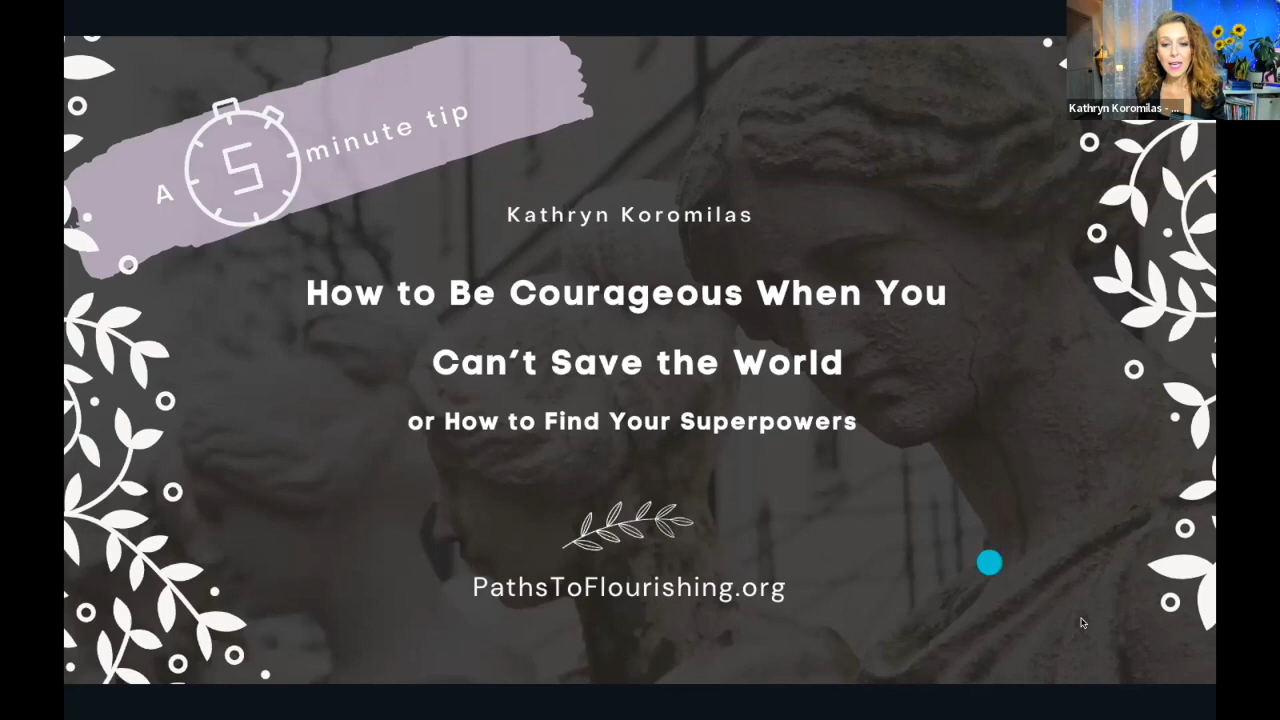 A 5 minute tip
Kathryn Koromilas - ...
Kathryn Koromilas
How to Be Courageous When You
Can't Save the World
or How to Find Your Superpowers
PathsToFlourishing.org